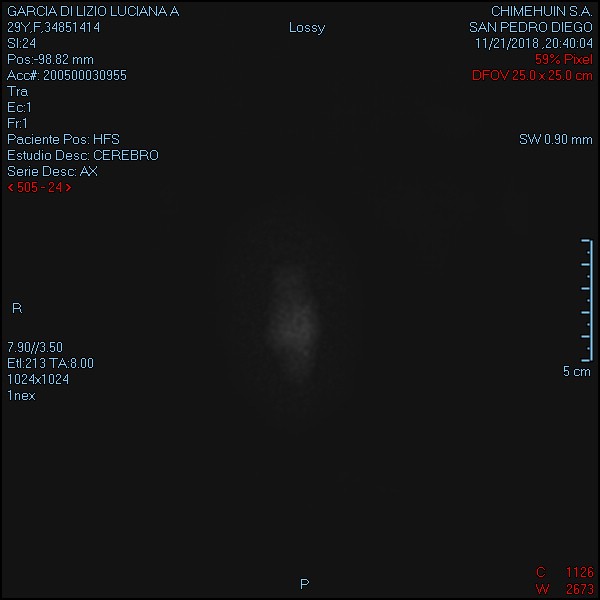 GARCIA DI LIZIO LUCIANA A
29Y,F,34851414
Sl:24
Pos:-98.82 mm
Acc#: 200500030955
Tra
Ec:1
Fr:1
Paciente Pos: HFS
Estudio Desc: CEREBRO
Serie Desc: AX
< 505 - 24 >
Lossy
CHIMEHUIN S.A.
SAN PEDRO DIEGO
11/21/2018 ,20:40:04
59% Pixel
DFOV 25.0 x 25.0 cm
SW 0.90 mm
R
5 cm
7.90//3.50
Etl:213 TA:8.00
1024x1024
1nex
P
C 1126
W 2673